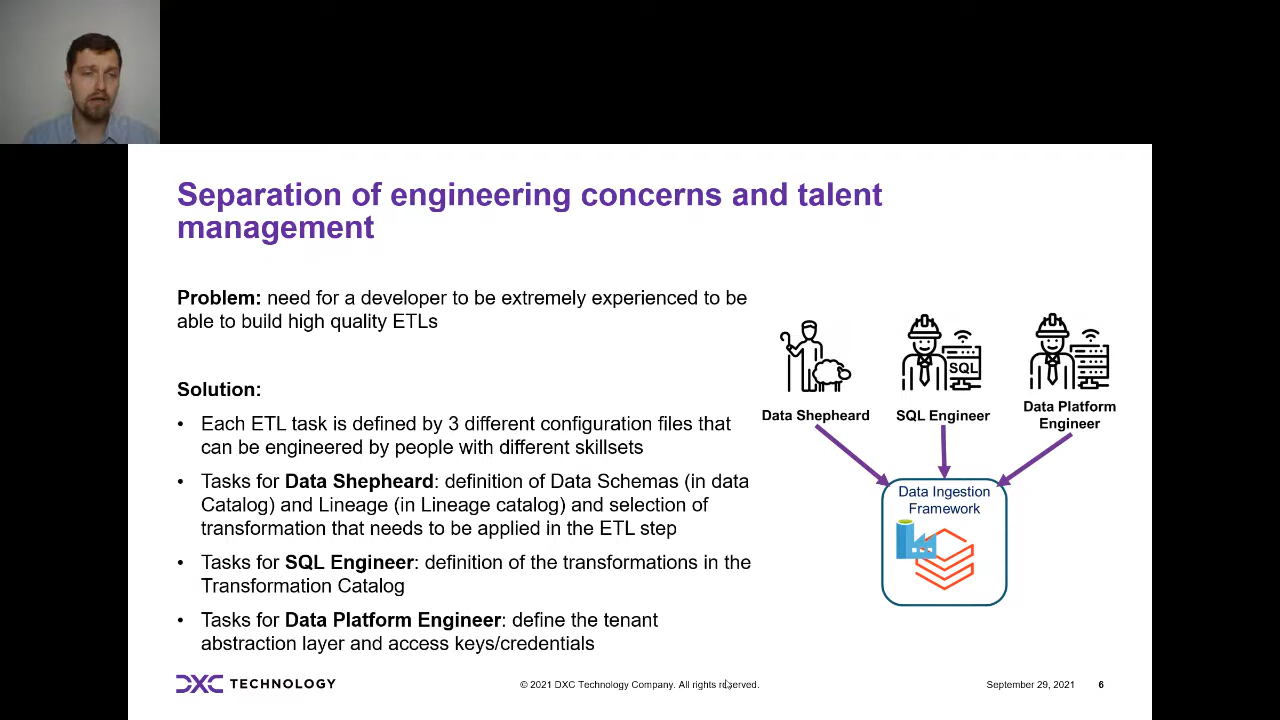 Separation of engineering concerns and talent
management
Problem: need for a developer to be extremely experienced to be
able to build high quality ETLs
Solution:
• Each ETL task is defined by 3 different configuration files that
can be engineered by people with different skillsets
• Tasks for Data Shepheard: definition of Data Schemas (in data
Catalog) and Lineage (in Lineage catalog) and selection of
transformation that needs to be applied in the ETL step
• Tasks for SQL Engineer: definition of the transformations in the
Transformation Catalog
• Tasks for Data Platform Engineer: define the tenant
abstraction layer and access keys/credentials
SQL
Data Shepheard
SQL Engineer
Data Platform
Engineer
Data Ingestion
Framework
DXC TECHNOLOGY
© 2021 DXC Technology Company. All rights reserved.
September 29, 2021
6